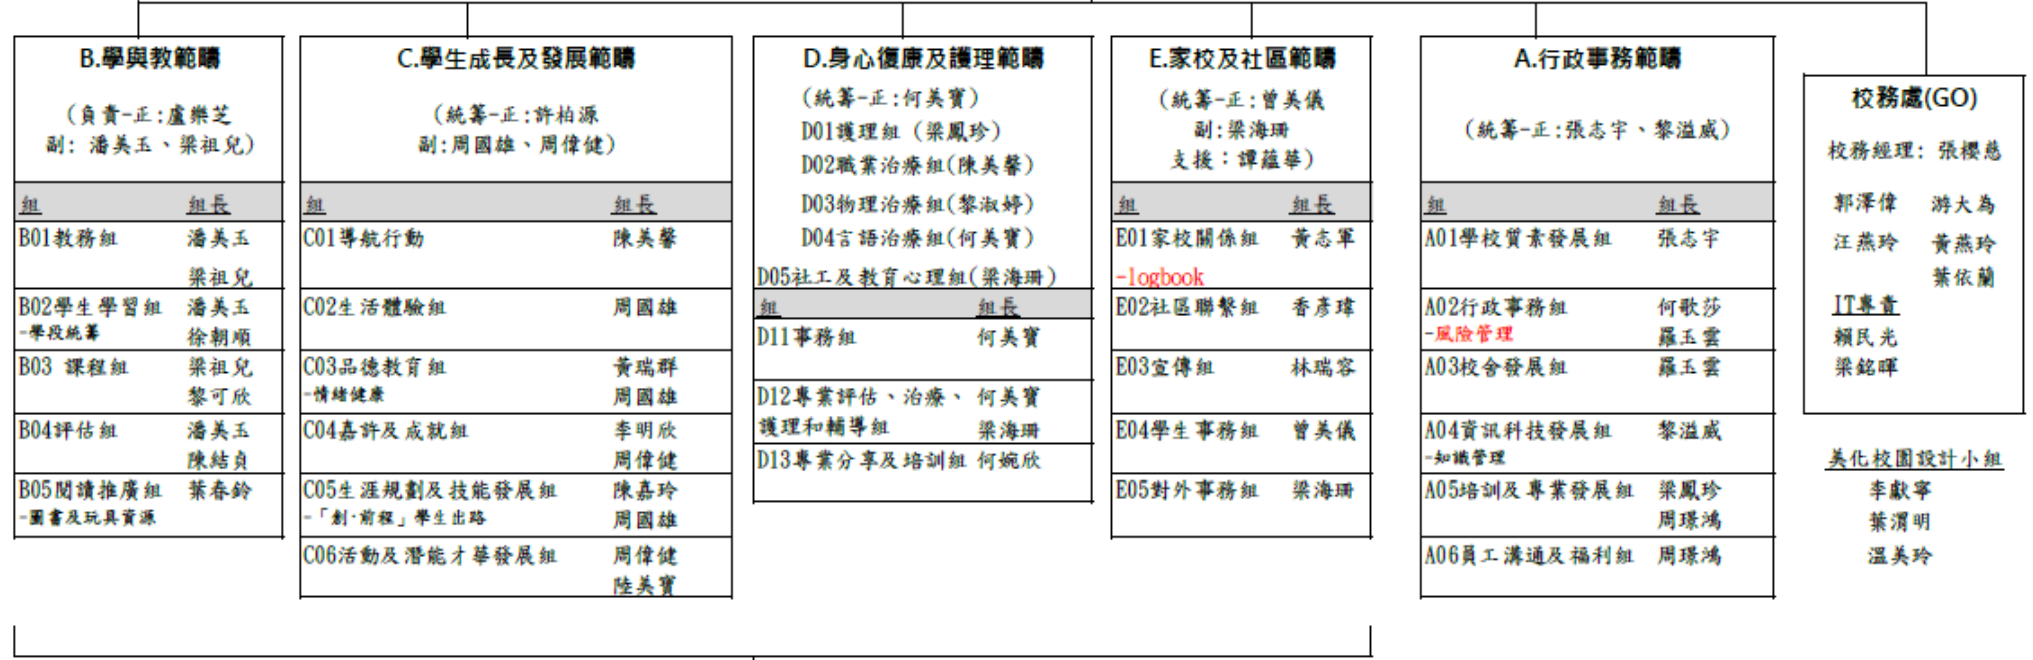 B.學與教範疇
(負責-正:盧樂芝
副: 潘美玉、梁祖兒)
組 組長
B01教務組 潘美玉
梁祖兒
B02學生學習組 潘美玉
-學段統籌 徐朝順
B03 課程組 梁祖兒
黎可欣
B04評估組 潘美玉
陳結貞
B05閱讀推廣組 葉春鈴
-圖書及玩具資源
C.學生成長及發展範疇
(統籌-正:許柏源
副:周國雄、周偉健)
組 組長
C01導航行動 陳美馨
C02生活體驗組 周國雄
C03品德教育組 黃瑞群
-情緒健康 周國雄
C04嘉許及成就組 李明欣
周偉健
C05生涯規劃及技能發展組 陳嘉玲
-「創·前程」學生出路 周國雄
C06活動及潛能才華發展組 周偉健
陸美寶
D.身心復康及護理範疇
(統籌-正:何美寶)
D01護理組 (梁鳳珍)
D02職業治療組(陳美馨)
D03物理治療組(黎淑婷)
D04言語治療組(何美寶)
D05社工及教育心理組(梁海珊)
組 組長
D11事務組 何美寶
D12專業評估、治療、 何美寶
護理和輔導組 梁海珊
D13專業分享及培訓組 何婉欣
E.家校及社區範疇
(統籌-正:曾美儀
副:梁海珊
支援：譚蘊華)
組 組長
E01家校關係組 黃志軍
-logbook
E02社區聯繫組 香彥瑋
E03宣傳組 林瑞容
E04學生事務組 曾美儀
E05對外事務組 梁海珊
A.行政事務範疇
(統籌-正:張志宇、黎溢威)
組 組長
A01學校質素發展組 張志宇
A02行政事務組 何歌莎
-風險管理 羅玉雲
A03校舍發展組 羅玉雲
A04資訊科技發展組 黎溢威
-知識管理
A05培訓及專業發展組 梁鳳珍
周璟鴻
A06員工溝通及福利組 周璟鴻
校務處(GO)
校務經理: 張櫻慈
郭澤偉 游大為
汪燕玲 黃燕玲
葉依蘭
IT專責
賴民光
梁銘暉
美化校園設計小組
李獻寧
葉渭明
溫美玲